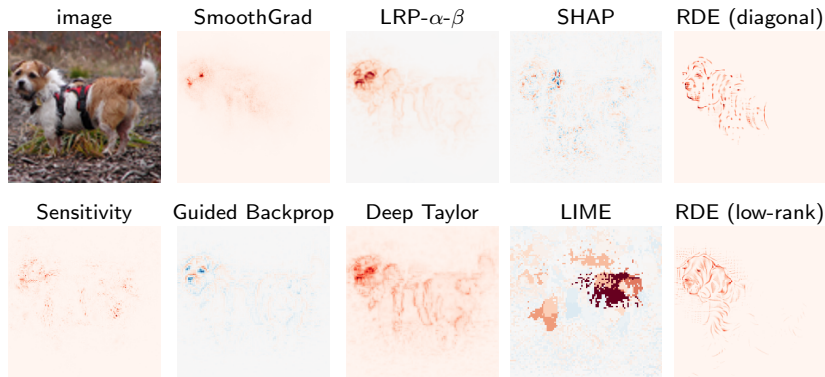 image SmoothGrad LRP-α-β SHAP RDE (diagonal)
Sensitivity Guided Backprop Deep Taylor LIME RDE (low-rank)